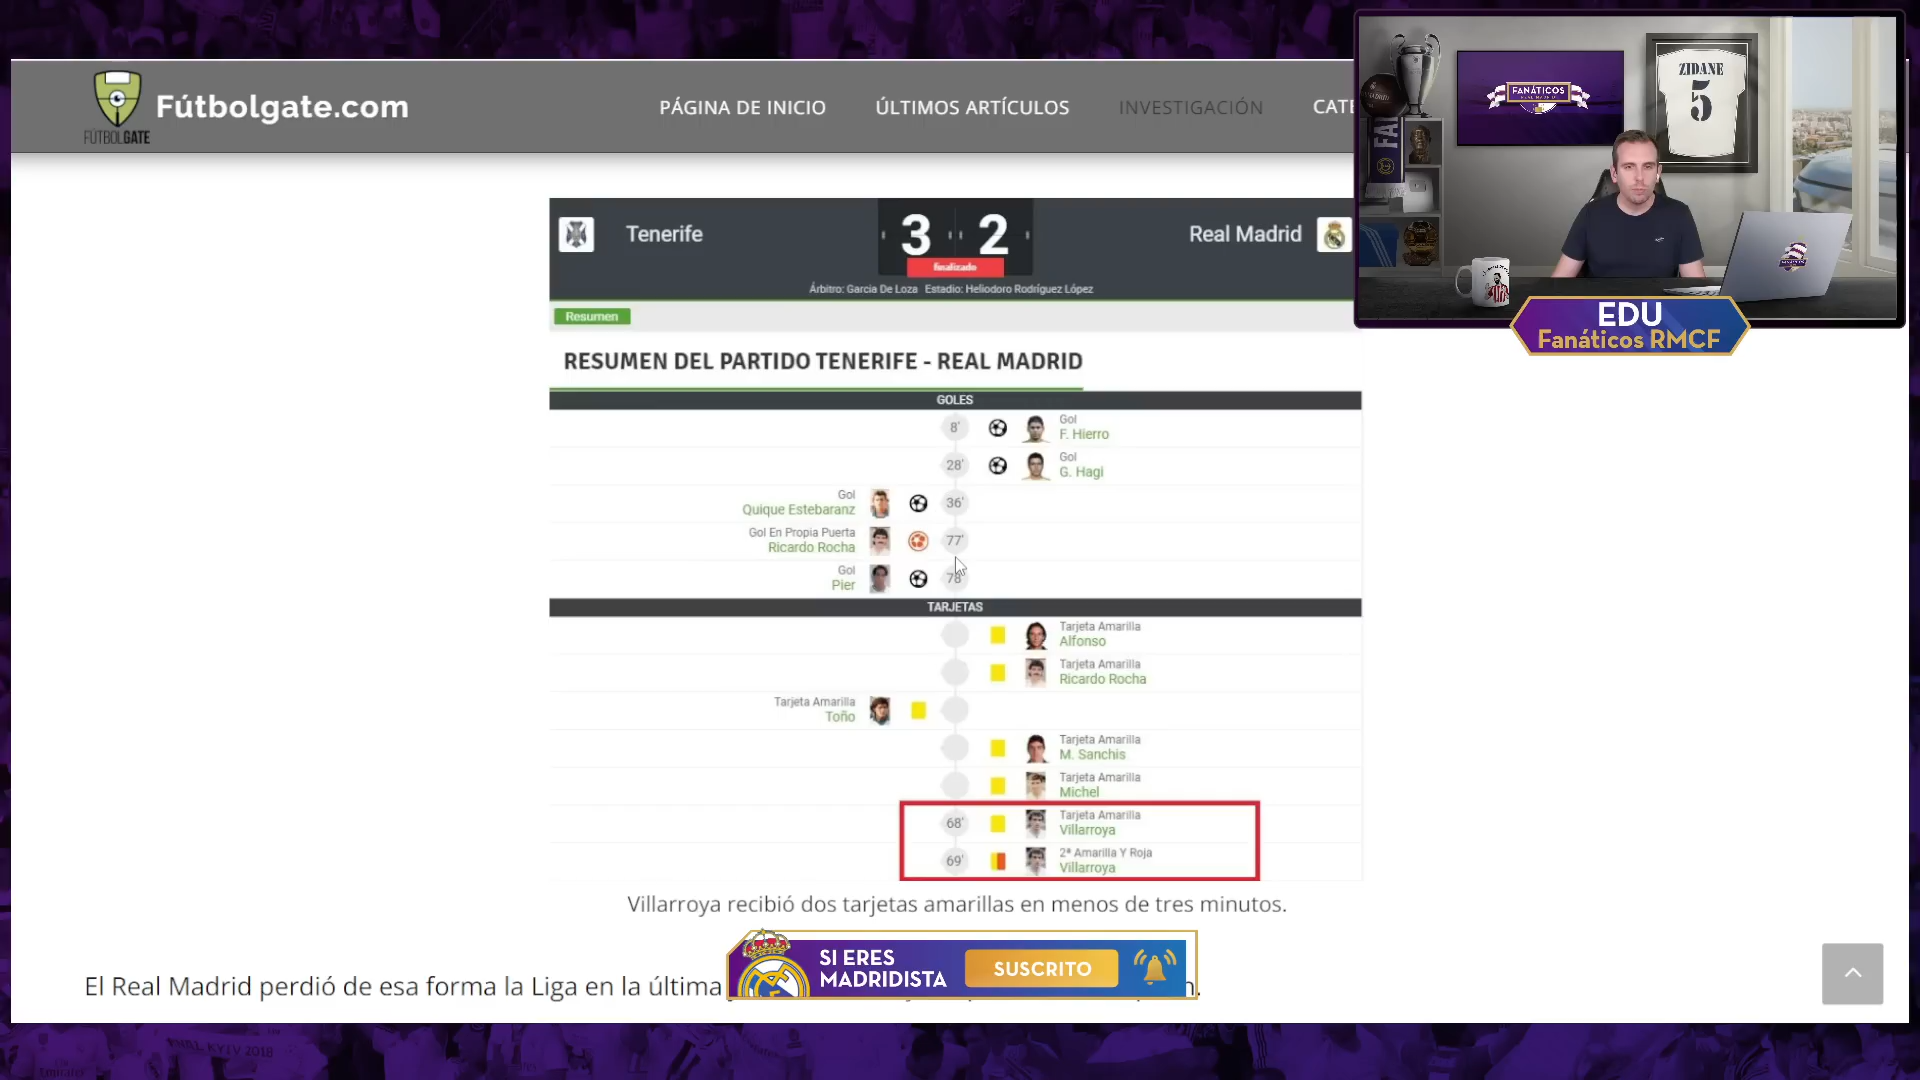 FÚTBOLGATE
Fútbolgate.com
PÁGINA DE INICIO
ÚLTIMOS ARTÍCULOS
INVESTIGACIÓN
CATE
FANÁTICOS
ZIDANE
5
EDU
Fanáticos RMCF
Tenerife
3
2
Real Madrid
finalizado
Árbitro: Garcia De Loza Estadio: Heliodoro Rodríguez López
Resumen
RESUMEN DEL PARTIDO TENERIFE - REAL MADRID
GOLES
8'
Gol
F. Hierro
28'
Gol
G. Hagi
Gol
Quique Estebaranz
36'
Gol En Propia Puerta
Ricardo Rocha
77'
Gol
Pier
78'
TARJETAS
Tarjeta Amarilla
Alfonso
Tarjeta Amarilla
Ricardo Rocha
Tarjeta Amarilla
Toño
Tarjeta Amarilla
M. Sanchis
Tarjeta Amarilla
Michel
68'
Tarjeta Amarilla
Villarroya
69'
2ª Amarilla Y Roja
Villarroya
Villarroya recibió dos tarjetas amarillas en menos de tres minutos.
El Real Madrid perdió de esa forma la Liga en la última
SI ERES
MADRIDISTA
SUSCRITO
KYIV 2018